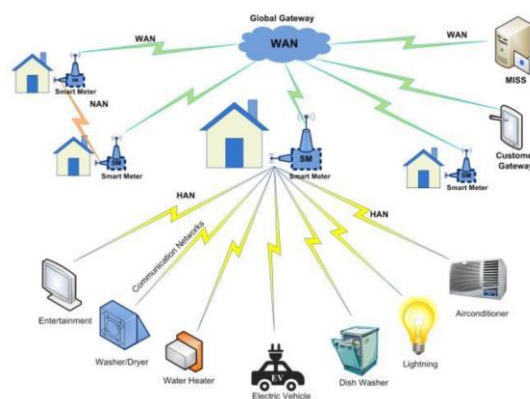 Global Gateway
WAN
WAN
WAN
MISS
SM
Smart Meter
NAN
SM
Smart Meter
SM
Smart Meter
SM
Smart Meter
Customer
Gateway
HAN
HAN
Communication Networks
Entertainment
Washer/Dryer
Water Heater
EV
Electric Vehicle
Dish Washer
Lightning
Airconditioner